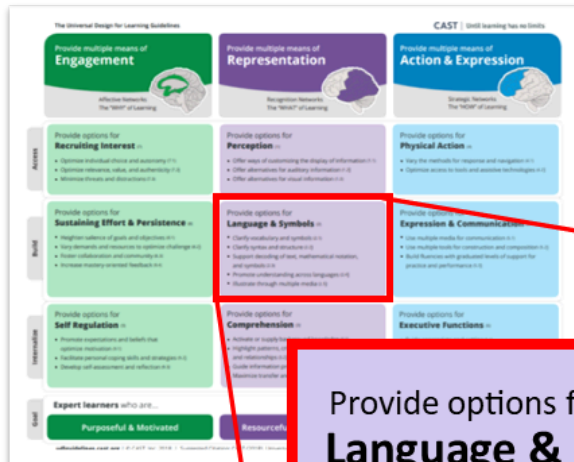 The Universal Design for Learning Guidelines
CAST | Until learning has no limits
Provide multiple means of
Engagement
Affective Networks
The "WHY" of Learning
Provide multiple means of
Representation
Recognition Networks
The "WHAT" of Learning
Provide multiple means of
Action & Expression
Strategic Networks
The "HOW" of Learning
Access
Provide options for
Recruiting Interest
• Optimize individual choice and autonomy
• Optimize relevance, value, and authenticity
• Minimize threats and distractions
Provide options for
Perception
• Offer ways of customizing the display of information
• Offer alternatives for auditory information
• Offer alternatives for visual information
Provide options for
Physical Action
• Vary the methods for response and navigation
• Optimize access to tools and assistive technologies
Build
Provide options for
Sustaining Effort & Persistence
• Heighten salience of goals and objectives
• Vary demands and resources to optimize challenge
• Foster collaboration and community
• Increase mastery-oriented feedback
Provide options for
Language & Symbols
• Clarify vocabulary and symbols
• Clarify syntax and structure
• Support decoding of text, mathematical notation,
and symbols
• Promote understanding across languages
• Illustrate through multiple media
Provide options for
Expression & Communication
• Use multiple media for communication
• Use multiple tools for construction and composition
• Build fluencies with graduated levels of support for
practice and performance
Internalize
Provide options for
Self Regulation
• Promote expectations and beliefs that
optimize motivation
• Facilitate personal coping skills and strategies
• Develop self-assessment and reflection
Provide options for
Comprehension
• Activate or supply
• Highlight patterns,
and relationships
• Guide information
• Maximize transfer
Provide options for
Executive Functions
Goal
Expert learners who are...
Purposeful & Motivated
Resourceful
Provide options f
Language &